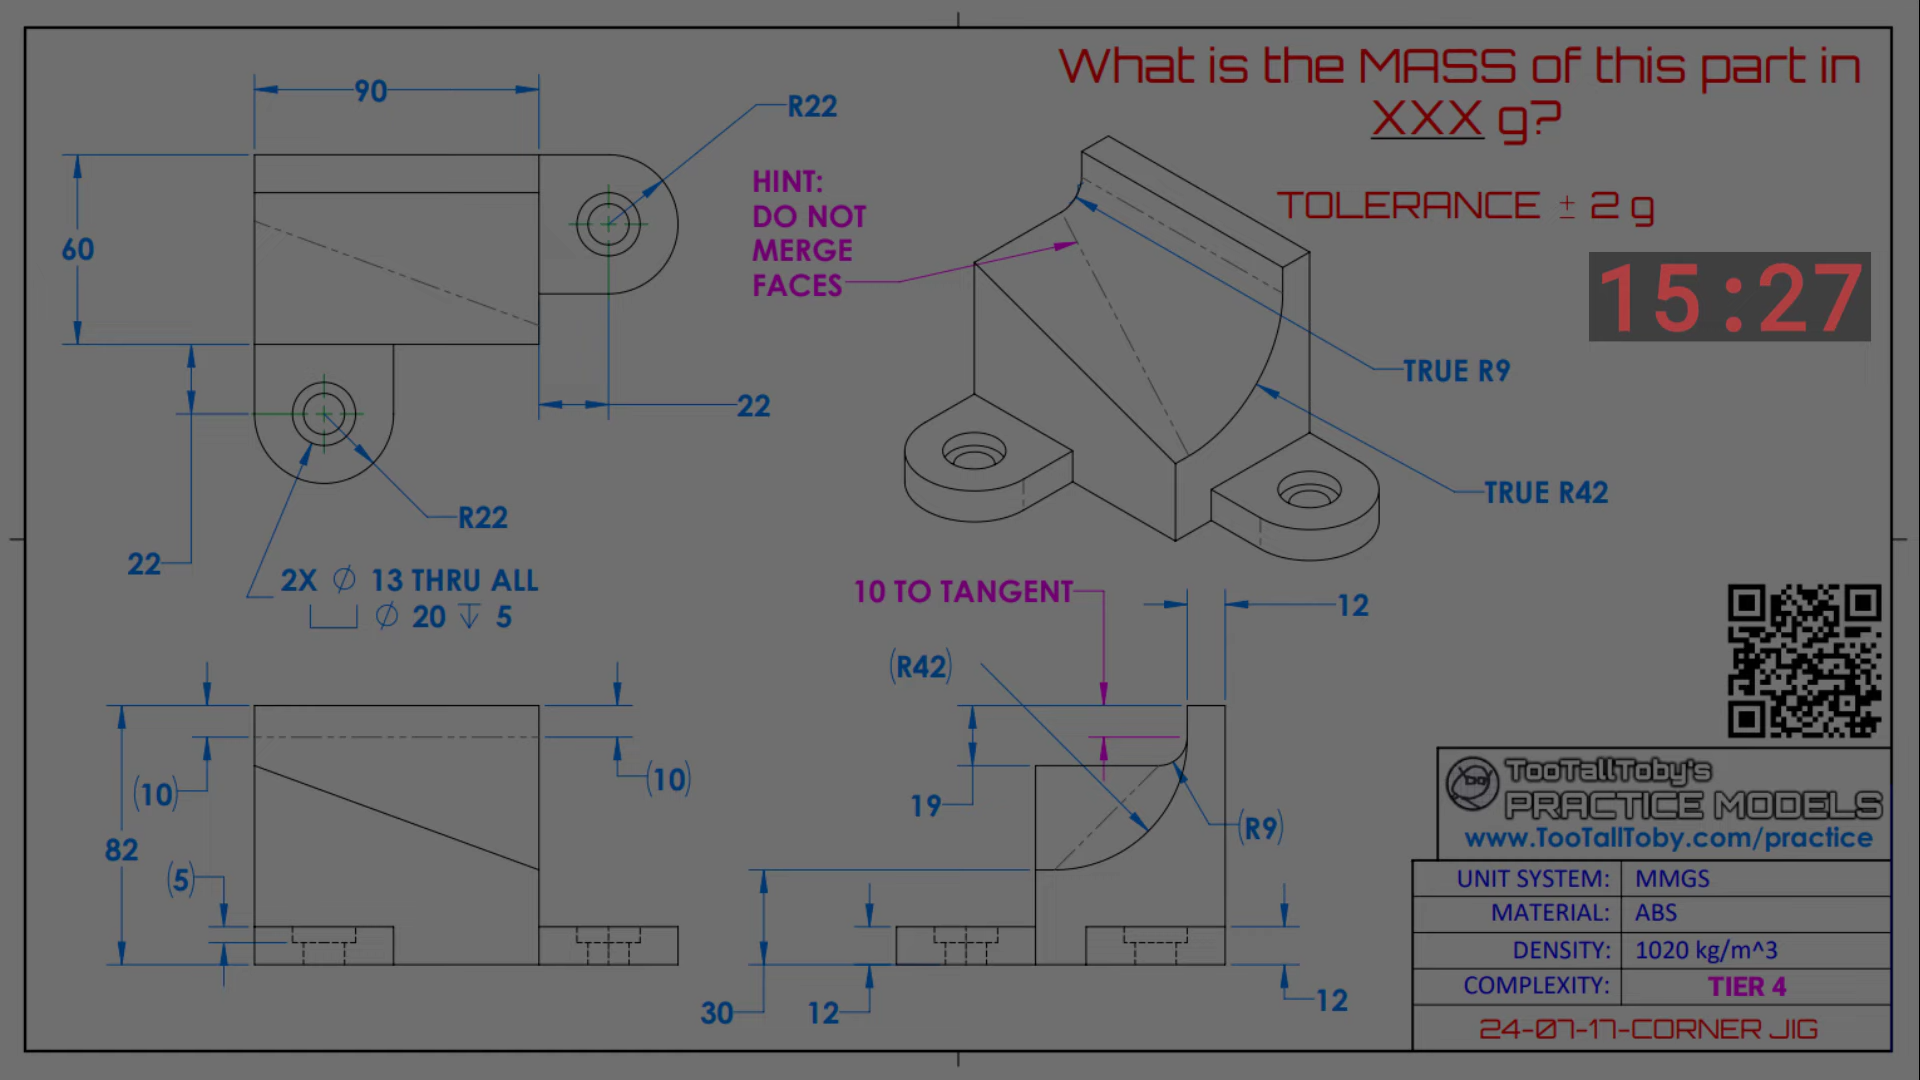 What is the MASS of this part in
XXX g?
TOLERANCE ± 2 g
15:27
90
R22
60
HINT:
DO NOT
MERGE
FACES
TRUE R9
22
TRUE R42
R22
22
2X ∅ 13 THRU ALL
⌴ ∅ 20 ↧ 5
10 TO TANGENT
12
(R42)
(10)
(10)
19
(R9)
82
(5)
30
12
12
TooTallToby's
PRACTICE MODELS
www.TooTallToby.com/practice
UNIT SYSTEM: MMGS
MATERIAL: ABS
DENSITY: 1020 kg/m^3
COMPLEXITY: TIER 4
24-07-17-CORNER JIG